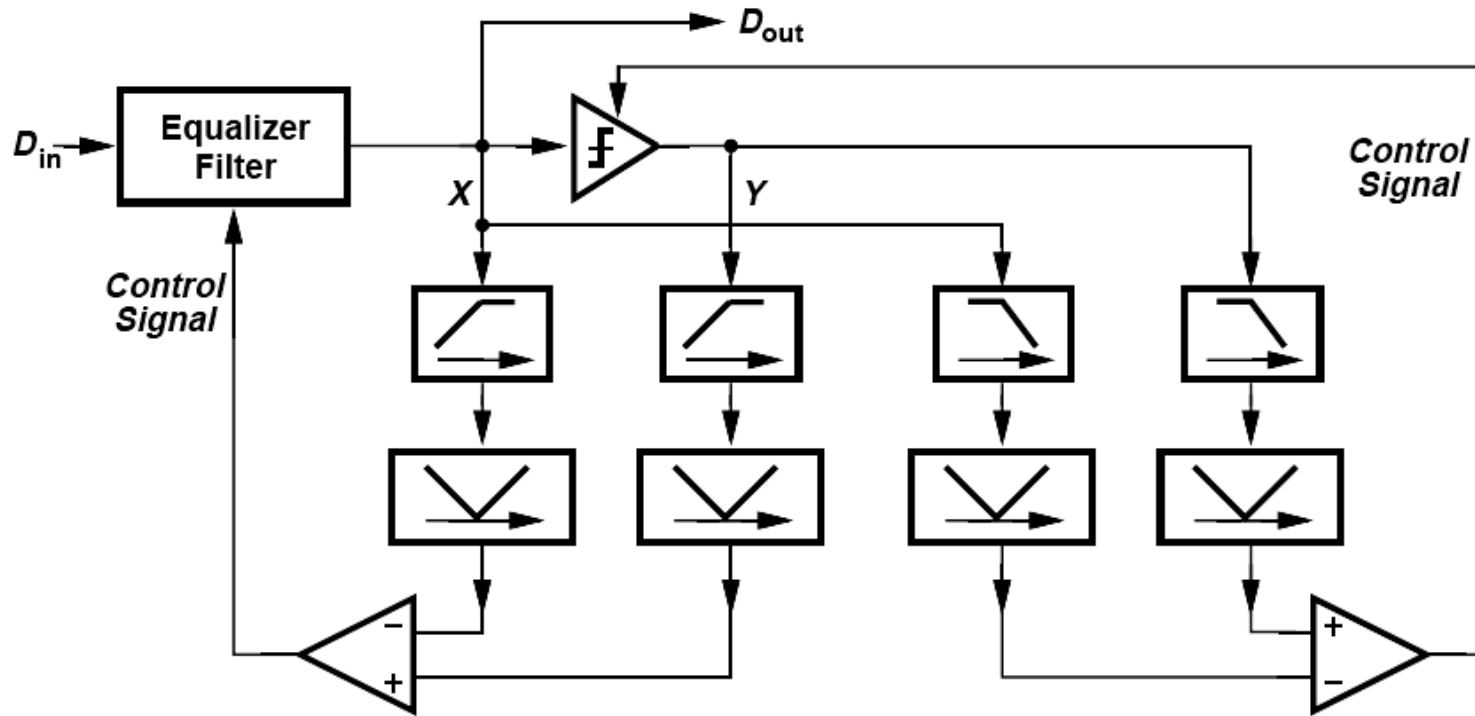 D_out
Equalizer
Filter
D_in
X
Y
Control
Signal
Control
Signal
−
+
+
−